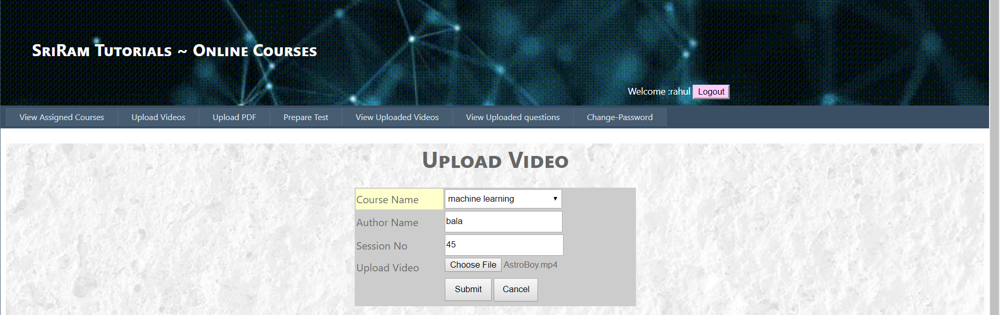 SriRam Tutorials ~ Online Courses
Welcome :rahul Logout
View Assigned Courses Upload Videos Upload PDF Prepare Test View Uploaded Videos View Uploaded questions Change-Password
Upload Video
Course Name machine learning
Author Name bala
Session No 45
Upload Video Choose File AstroBoy.mp4
Submit Cancel